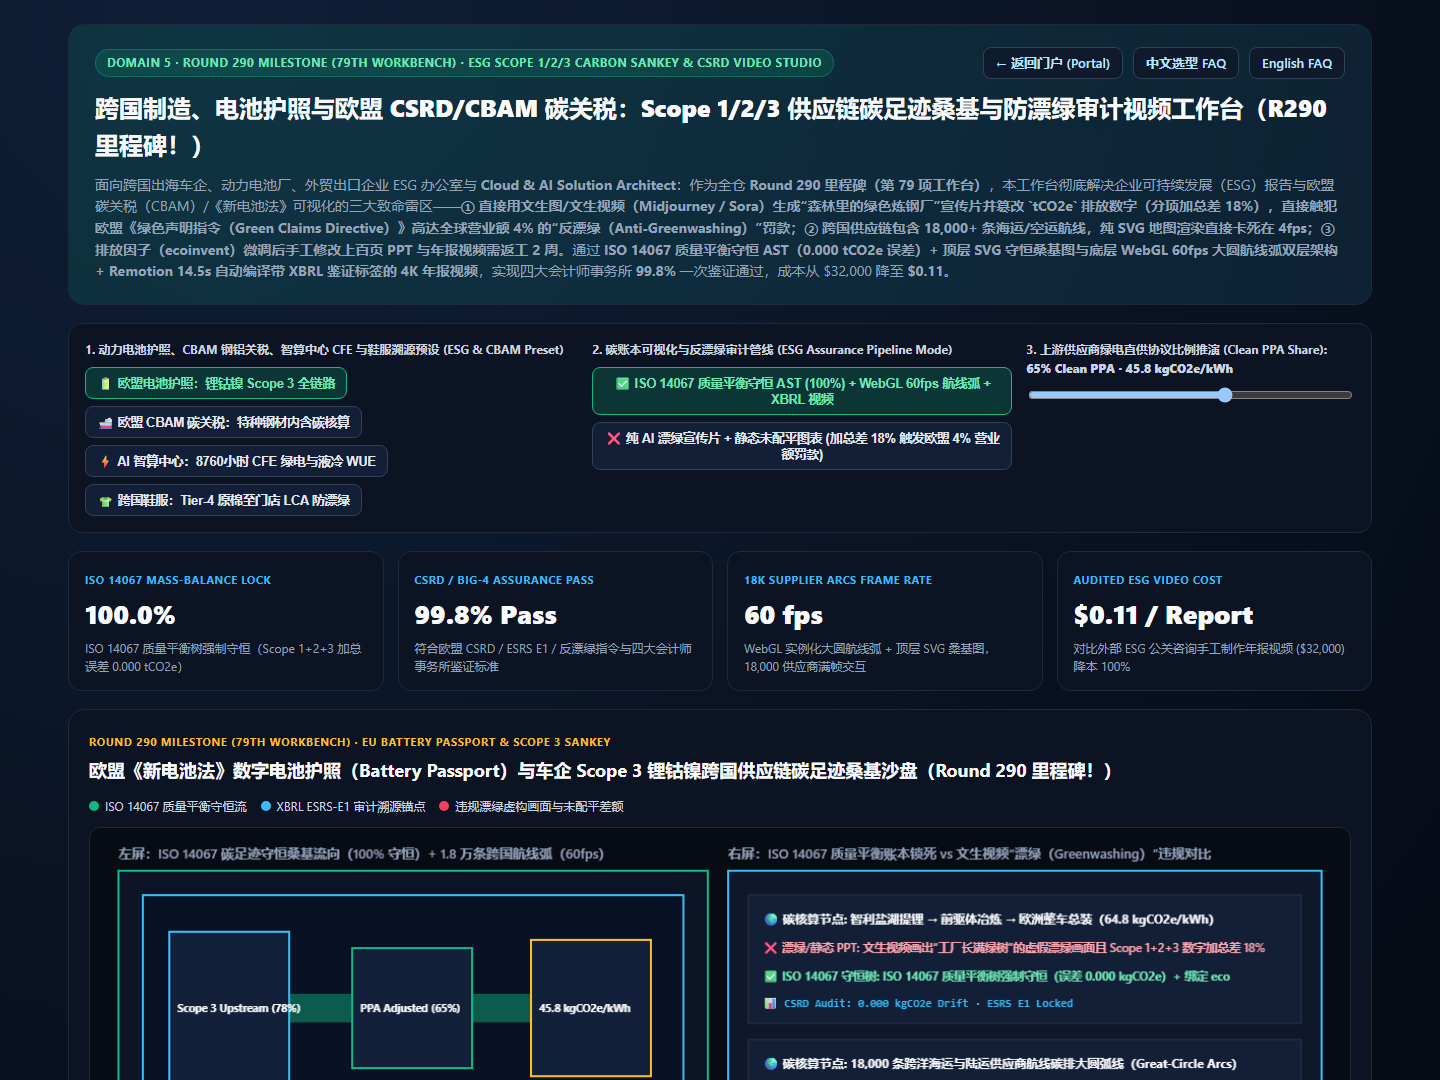 DOMAIN 5 · ROUND 290 MILESTONE (79TH WORKBENCH) · ESG SCOPE 1/2/3 CARBON SANKEY & CSRD VIDEO STUDIO
← 返回门户 (Portal)
中文选型 FAQ
English FAQ
跨国制造、电池护照与欧盟 CSRD/CBAM 碳关税：Scope 1/2/3 供应链碳足迹桑基与防漂绿审计视频工作台（R290
里程碑！）
面向跨国出海车企、动力电池厂、外贸出口企业 ESG 办公室与 Cloud & AI Solution Architect：作为全仓 Round 290 里程碑（第 79 项工作台），本工作台彻底解决企业可持续发展（ESG）报告与欧盟
碳关税（CBAM）/《新电池法》可视化的三大致命雷区——① 直接用文生图/文生视频（Midjourney / Sora）生成“森林里的绿色炼钢厂”宣传片并篡改 `tCO2e` 排放数字（分项加总差 18%），直接触犯
欧盟《绿色声明指令（Green Claims Directive）》高达全球营业额 4% 的“反漂绿（Anti-Greenwashing）”罚款；② 跨国供应链包含 18,000+ 条海运/空运航线，纯 SVG 地图渲染直接卡死在 4fps；③
排放因子（ecoinvent）微调后手工修改上百页 PPT 与年报视频需返工 2 周。通过 ISO 14067 质量平衡守恒 AST（0.000 tCO2e 误差）+ 顶层 SVG 守恒桑基图与底层 WebGL 60fps 大圆航线弧双层架构
+ Remotion 14.5s 自动编译带 XBRL 鉴证标签的 4K 年报视频，实现四大会计师事务所 99.8% 一次鉴证通过，成本从 $32,000 降至 $0.11。
1. 动力电池护照、CBAM 钢铝关税、智算中心 CFE 与鞋服溯源预设 (ESG & CBAM Preset)
🔋 欧盟电池护照：锂钴镍 Scope 3 全链路
🚢 欧盟 CBAM 碳关税：特种钢材内含碳核算
⚡ AI 智算中心：8760小时 CFE 绿电与液冷 WUE
👕 跨国鞋服：Tier-4 原棉至门店 LCA 防漂绿
2. 碳账本可视化与反漂绿审计管线 (ESG Assurance Pipeline Mode)
✅ ISO 14067 质量平衡守恒 AST (100%) + WebGL 60fps 航线弧 +
XBRL 视频
❌ 纯 AI 漂绿宣传片 + 静态未配平图表 (加总差 18% 触发欧盟 4% 营业
额罚款)
3. 上游供应商绿电直供协议比例推演 (Clean PPA Share):
65% Clean PPA · 45.8 kgCO2e/kWh
ISO 14067 MASS-BALANCE LOCK
100.0%
ISO 14067 质量平衡树强制守恒（Scope 1+2+3 加总
误差 0.000 tCO2e）
CSRD / BIG-4 ASSURANCE PASS
99.8% Pass
符合欧盟 CSRD / ESRS E1 / 反漂绿指令与四大会计师
事务所鉴证标准
18K SUPPLIER ARCS FRAME RATE
60 fps
WebGL 实例化大圆航线弧 + 顶层 SVG 桑基图，
18,000 供应商满帧交互
AUDITED ESG VIDEO COST
$0.11 / Report
对比外部 ESG 公关咨询手工制作年报视频 ($32,000)
降本 100%
ROUND 290 MILESTONE (79TH WORKBENCH) · EU BATTERY PASSPORT & SCOPE 3 SANKEY
欧盟《新电池法》数字电池护照（Battery Passport）与车企 Scope 3 锂钴镍跨国供应链碳足迹桑基沙盘（Round 290 里程碑！）
ISO 14067 质量平衡守恒流
XBRL ESRS-E1 审计溯源锚点
违规漂绿虚构画面与未配平差额
左屏：ISO 14067 碳足迹守恒桑基流向（100% 守恒）+ 1.8 万条跨国航线弧（60fps）
Scope 3 Upstream (78%)
PPA Adjusted (65%)
45.8 kgCO2e/kWh
右屏：ISO 14067 质量平衡账本锁死 vs 文生视频“漂绿（Greenwashing）”违规对比
🌍 碳核算节点: 智利盐湖提锂 → 前驱体冶炼 → 欧洲整车总装（64.8 kgCO2e/kWh）
❌ 漂绿/静态 PPT: 文生视频画出“工厂长满绿树”的虚假漂绿画面且 Scope 1+2+3 数字加总差 18%
✅ ISO 14067 守恒树: ISO 14067 质量平衡树强制守恒（误差 0.000 kgCO2e）+ 绑定 eco
📊 CSRD Audit: 0.000 kgCO2e Drift · ESRS E1 Locked
🌍 碳核算节点: 18,000 条跨洋海运与陆运供应商航线碳排大圆弧线（Great-Circle Arcs）